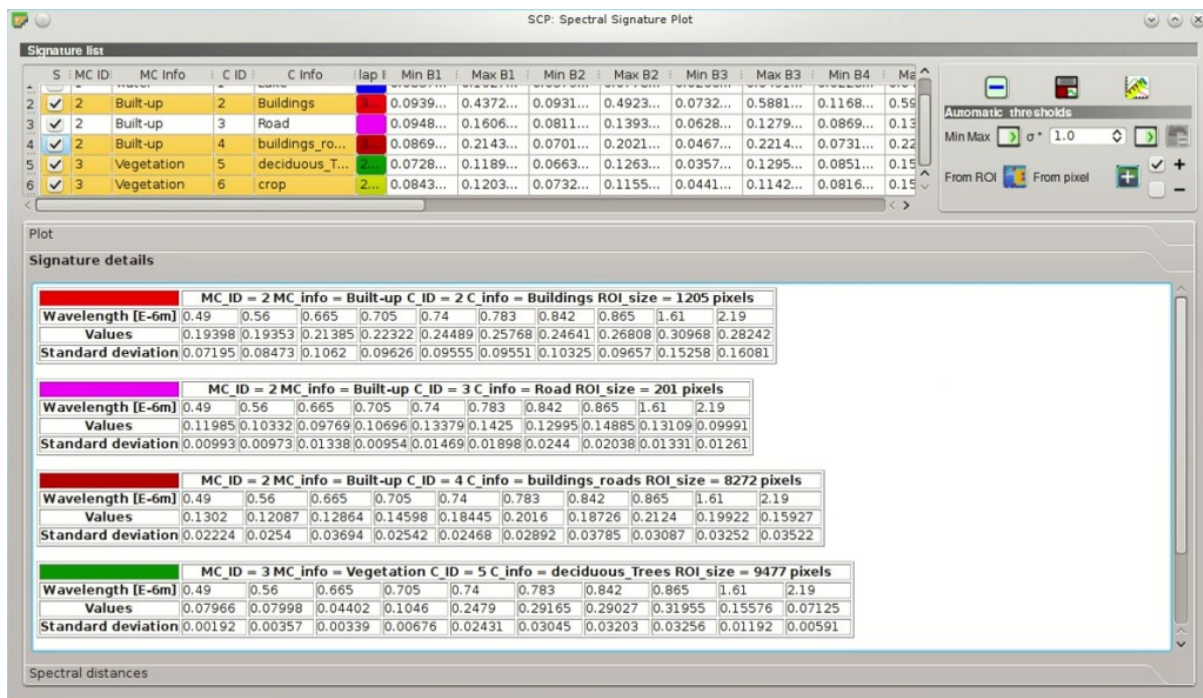 SCP: Spectral Signature Plot
Signature list
S MC ID MC Info C ID C Info lap I Min B1 Max B1 Min B2 Max B2 Min B3 Max B3 Min B4 Ma
2 2 Built-up 2 Buildings 3... 0.0939... 0.4372... 0.0931... 0.4923... 0.0732... 0.5881... 0.1168... 0.59
3 2 Built-up 3 Road 0.0948... 0.1606... 0.0811... 0.1393... 0.0628... 0.1279... 0.0869... 0.13
4 2 Built-up 4 buildings_ro... 3... 0.0869... 0.2143... 0.0701... 0.2021... 0.0467... 0.2214... 0.0731... 0.22
5 3 Vegetation 5 deciduous_T... 2... 0.0728... 0.1189... 0.0663... 0.1263... 0.0357... 0.1295... 0.0851... 0.15
6 3 Vegetation 6 crop 2... 0.0843... 0.1203... 0.0732... 0.1155... 0.0441... 0.1142... 0.0816... 0.15
Automatic thresholds
Min Max σ* 1.0
From ROI From pixel + −
Plot
Signature details
MC_ID = 2 MC_info = Built-up C_ID = 2 C_info = Buildings ROI_size = 1205 pixels
Wavelength [E-6m] 0.49 0.56 0.665 0.705 0.74 0.783 0.842 0.865 1.61 2.19
Values 0.19398 0.19353 0.21385 0.22322 0.24489 0.25768 0.24641 0.26808 0.30968 0.28242
Standard deviation 0.07195 0.08473 0.1062 0.09626 0.09555 0.09551 0.10325 0.09657 0.15258 0.16081
MC_ID = 2 MC_info = Built-up C_ID = 3 C_info = Road ROI_size = 201 pixels
Wavelength [E-6m] 0.49 0.56 0.665 0.705 0.74 0.783 0.842 0.865 1.61 2.19
Values 0.11985 0.10332 0.09769 0.10696 0.13379 0.1425 0.12995 0.14885 0.13109 0.09991
Standard deviation 0.00993 0.00973 0.01338 0.00954 0.01469 0.01898 0.0244 0.02038 0.01331 0.01261
MC_ID = 2 MC_info = Built-up C_ID = 4 C_info = buildings_roads ROI_size = 8272 pixels
Wavelength [E-6m] 0.49 0.56 0.665 0.705 0.74 0.783 0.842 0.865 1.61 2.19
Values 0.1302 0.12087 0.12864 0.14598 0.18445 0.2016 0.18726 0.2124 0.19922 0.15927
Standard deviation 0.02224 0.0254 0.03694 0.02542 0.02468 0.02892 0.03785 0.03087 0.03252 0.03522
MC_ID = 3 MC_info = Vegetation C_ID = 5 C_info = deciduous_Trees ROI_size = 9477 pixels
Wavelength [E-6m] 0.49 0.56 0.665 0.705 0.74 0.783 0.842 0.865 1.61 2.19
Values 0.07966 0.07998 0.04402 0.1046 0.2479 0.29165 0.29027 0.31955 0.15576 0.07125
Standard deviation 0.00192 0.00357 0.00339 0.00676 0.02431 0.03045 0.03203 0.03256 0.01192 0.00591
Spectral distances